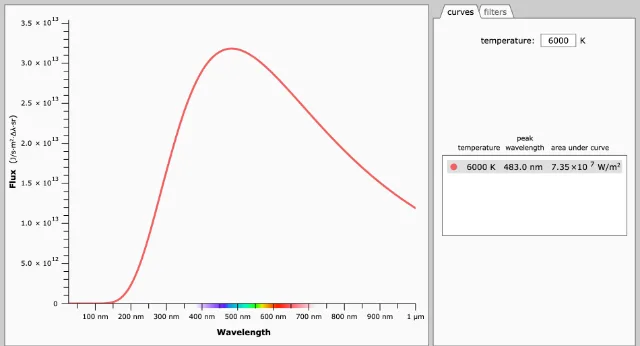 curves filters
temperature: 6000 K
3.5 × 10¹³
3.0 × 10¹³
2.5 × 10¹³
2.0 × 10¹³
1.5 × 10¹³
1.0 × 10¹³
5.0 × 10¹²
0
Flux (J/s·m²·Δλ·sr)
100 nm 200 nm 300 nm 400 nm 500 nm 600 nm 700 nm 800 nm 900 nm 1 µm
Wavelength
peak
temperature wavelength area under curve
6000 K 483.0 nm 7.35×10⁷ W/m²